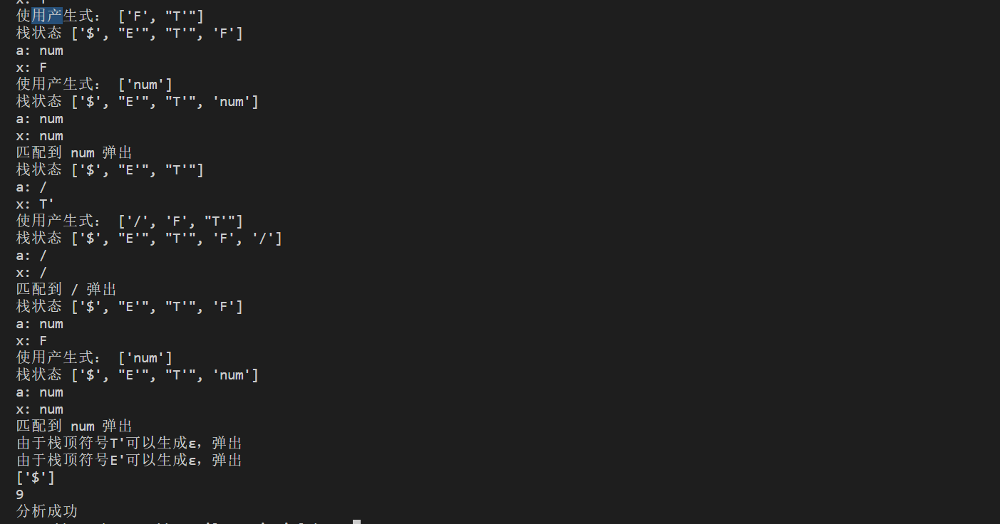 使用产生式： ['F', "T'"]
栈状态 ['$', "E'", "T'", 'F']
a: num
x: F
使用产生式： ['num']
栈状态 ['$', "E'", "T'", 'num']
a: num
x: num
匹配到 num 弹出
栈状态 ['$', "E'", "T'"]
a: /
x: T'
使用产生式： ['/', 'F', "T'"]
栈状态 ['$', "E'", "T'", 'F', '/']
a: /
x: /
匹配到 / 弹出
栈状态 ['$', "E'", "T'", 'F']
a: num
x: F
使用产生式： ['num']
栈状态 ['$', "E'", "T'", 'num']
a: num
x: num
匹配到 num 弹出
由于栈顶符号T'可以生成ε，弹出
由于栈顶符号E'可以生成ε，弹出
['$']
9
分析成功